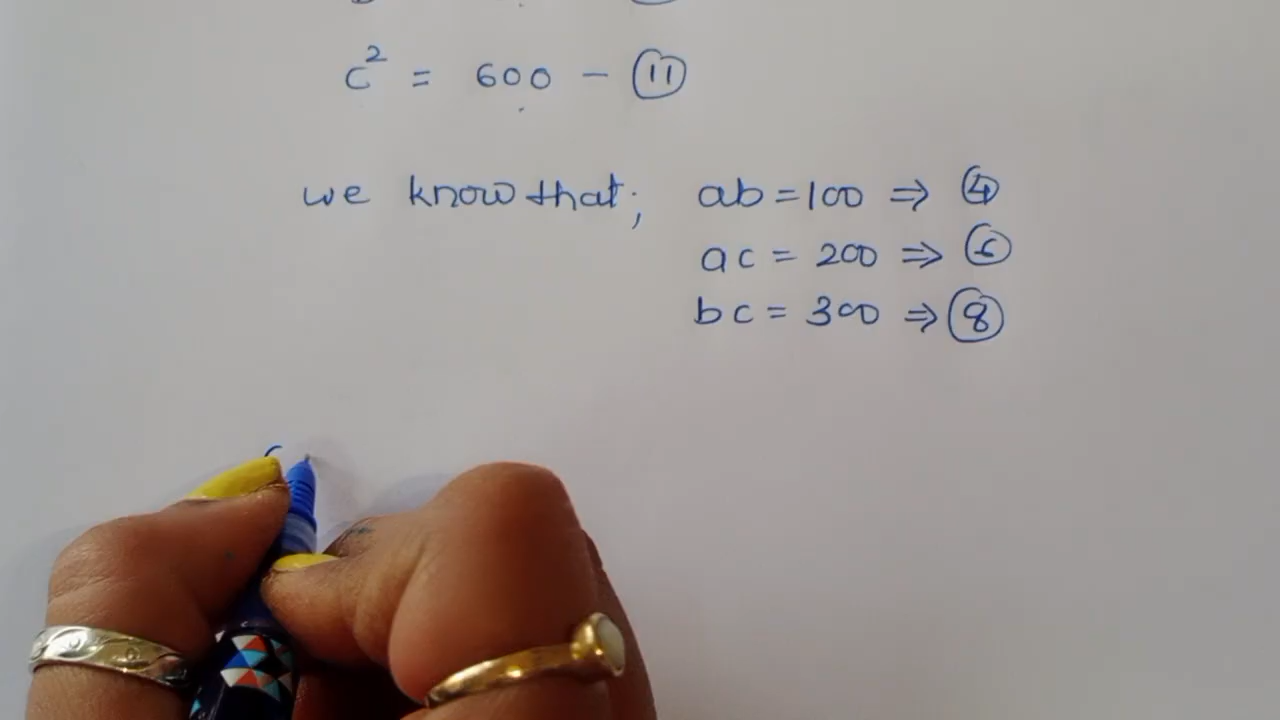 c² = 600 - ⑪
we know that; ab = 100 ⇒ ④
ac = 200 ⇒ ⑥
bc = 300 ⇒ ⑧